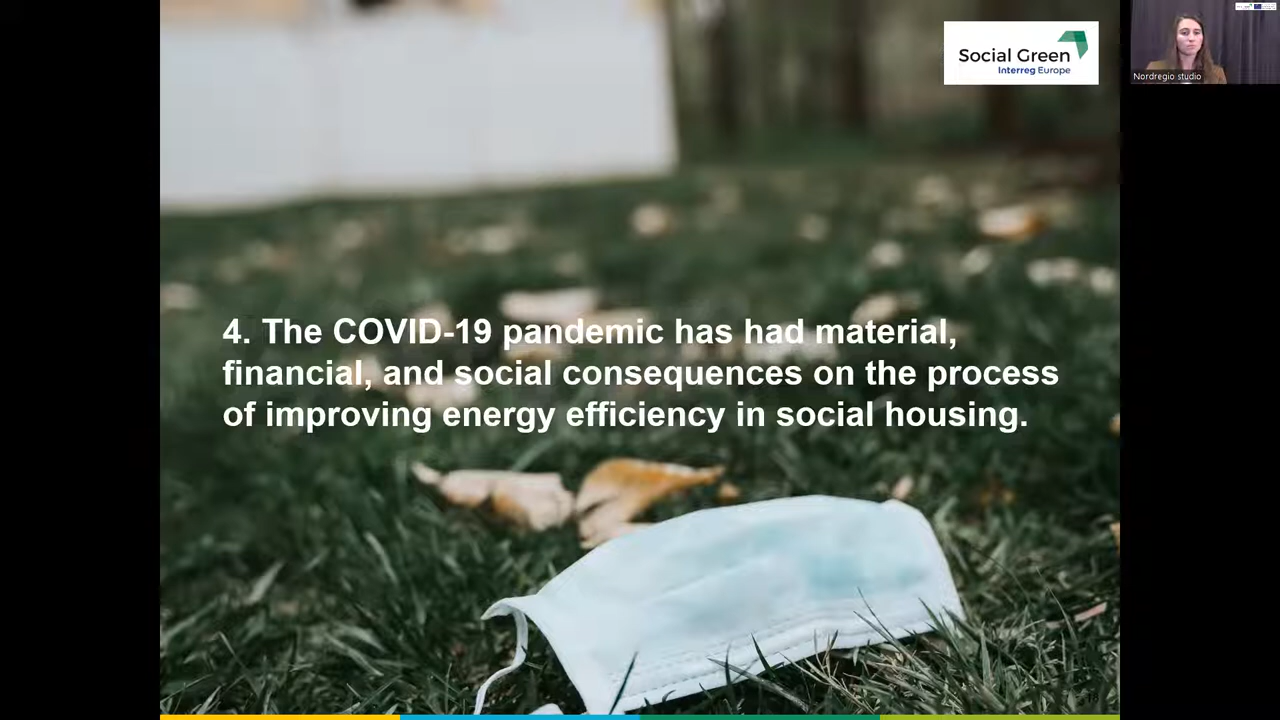 Social Green
Interreg Europe
Nordregio studio
4. The COVID-19 pandemic has had material,
financial, and social consequences on the process
of improving energy efficiency in social housing.